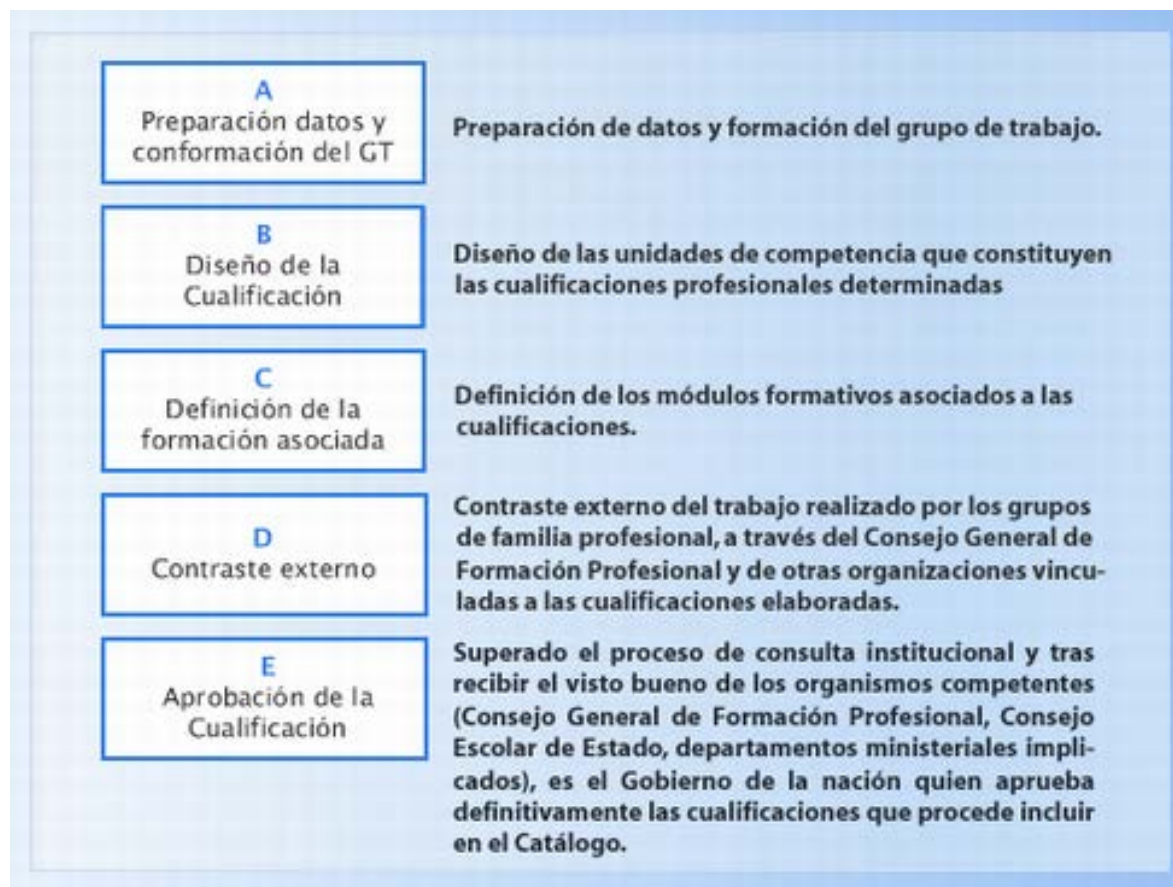 A
Preparación datos y
conformación del GT
Preparación de datos y formación del grupo de trabajo.
B
Diseño de la
Cualificación
Diseño de las unidades de competencia que constituyen
las cualificaciones profesionales determinadas
C
Definición de la
formación asociada
Definición de los módulos formativos asociados a las
cualificaciones.
D
Contraste externo
Contraste externo del trabajo realizado por los grupos
de familia profesional, a través del Consejo General de
Formación Profesional y de otras organizaciones vincu-
ladas a las cualificaciones elaboradas.
E
Aprobación de la
Cualificación
Superado el proceso de consulta institucional y tras
recibir el visto bueno de los organismos competentes
(Consejo General de Formación Profesional, Consejo
Escolar de Estado, departamentos ministeriales impli-
cados), es el Gobierno de la nación quien aprueba
definitivamente las cualificaciones que procede incluir
en el Catálogo.